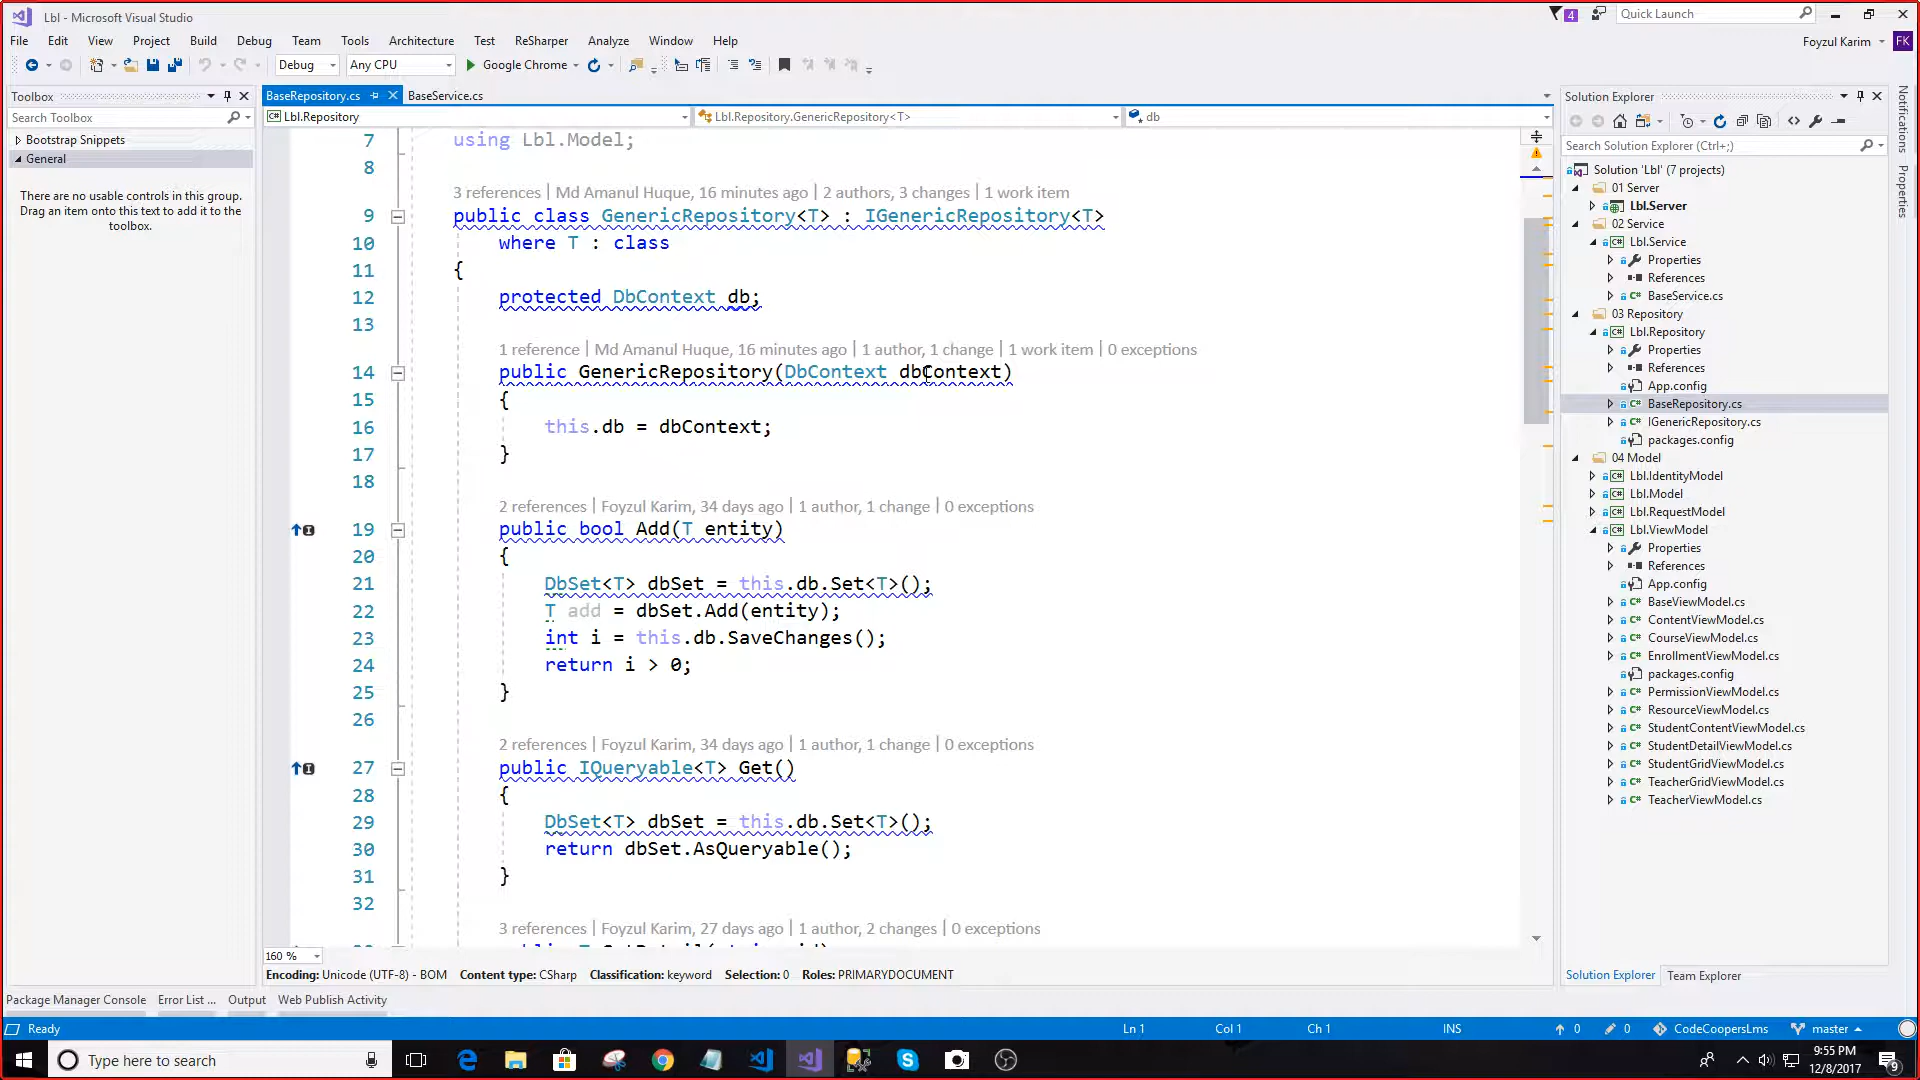 Lbl - Microsoft Visual Studio
4
Quick Launch
File Edit View Project Build Debug Team Tools Architecture Test ReSharper Analyze Window Help
Foyzul Karim FK
Debug Any CPU Google Chrome
Toolbox
Search Toolbox
Bootstrap Snippets
General
There are no usable controls in this group.
Drag an item onto this text to add it to the
toolbox.
BaseRepository.cs BaseService.cs
Lbl.Repository Lbl.Repository.GenericRepository<T> db
7 using Lbl.Model;
8
3 references | Md Amanul Huque, 16 minutes ago | 2 authors, 3 changes | 1 work item
9 public class GenericRepository<T> : IGenericRepository<T>
10 where T : class
11 {
12 protected DbContext db;
13
1 reference | Md Amanul Huque, 16 minutes ago | 1 author, 1 change | 1 work item | 0 exceptions
14 public GenericRepository(DbContext dbContext)
15 {
16 this.db = dbContext;
17 }
18
2 references | Foyzul Karim, 34 days ago | 1 author, 1 change | 0 exceptions
19 public bool Add(T entity)
20 {
21 DbSet<T> dbSet = this.db.Set<T>();
22 T add = dbSet.Add(entity);
23 int i = this.db.SaveChanges();
24 return i > 0;
25 }
26
2 references | Foyzul Karim, 34 days ago | 1 author, 1 change | 0 exceptions
27 public IQueryable<T> Get()
28 {
29 DbSet<T> dbSet = this.db.Set<T>();
30 return dbSet.AsQueryable();
31 }
32
3 references | Foyzul Karim, 27 days ago | 1 author, 2 changes | 0 exceptions
160 %
Encoding: Unicode (UTF-8) - BOM Content type: CSharp Classification: keyword Selection: 0 Roles: PRIMARYDOCUMENT
Solution Explorer
Search Solution Explorer (Ctrl+;)
Solution 'Lbl' (7 projects)
01 Server
Lbl.Server
02 Service
Lbl.Service
Properties
References
BaseService.cs
03 Repository
Lbl.Repository
Properties
References
App.config
BaseRepository.cs
IGenericRepository.cs
packages.config
04 Model
Lbl.IdentityModel
Lbl.Model
Lbl.RequestModel
Lbl.ViewModel
Properties
References
App.config
BaseViewModel.cs
ContentViewModel.cs
CourseViewModel.cs
EnrollmentViewModel.cs
packages.config
PermissionViewModel.cs
ResourceViewModel.cs
StudentContentViewModel.cs
StudentDetailViewModel.cs
StudentGridViewModel.cs
TeacherGridViewModel.cs
TeacherViewModel.cs
Solution Explorer Team Explorer
Notifications
Properties
Package Manager Console Error List ... Output Web Publish Activity
Ready Ln 1 Col 1 Ch 1 INS 0 0 CodeCoopersLms master
Type here to search
9:55 PM
12/8/2017
9